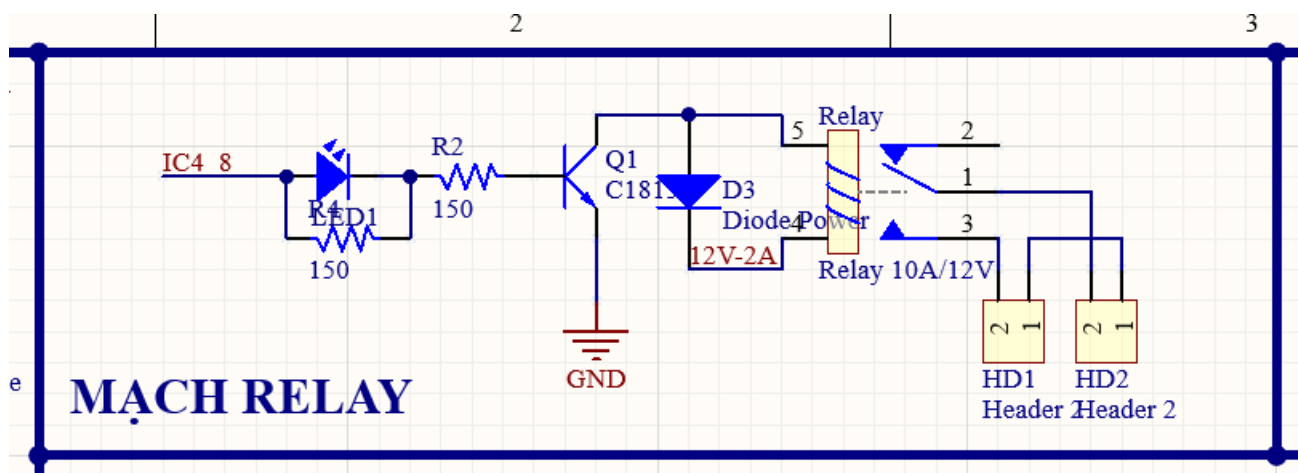 2
3
IC4 8
R4
LED1
150
R2
150
Q1
D3
Diode Power
12V-2A
GND
Relay
5
4
2
1
3
Relay 10A/12V
2
1
2
1
HD1
HD2
Header 2
Header 2
e
MẠCH RELAY